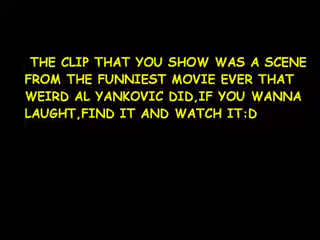 THE CLIP THAT YOU SHOW WAS A SCENE
FROM THE FUNNIEST MOVIE EVER THAT
WEIRD AL YANKOVIC DID,IF YOU WANNA
LAUGHT,FIND IT AND WATCH IT:D